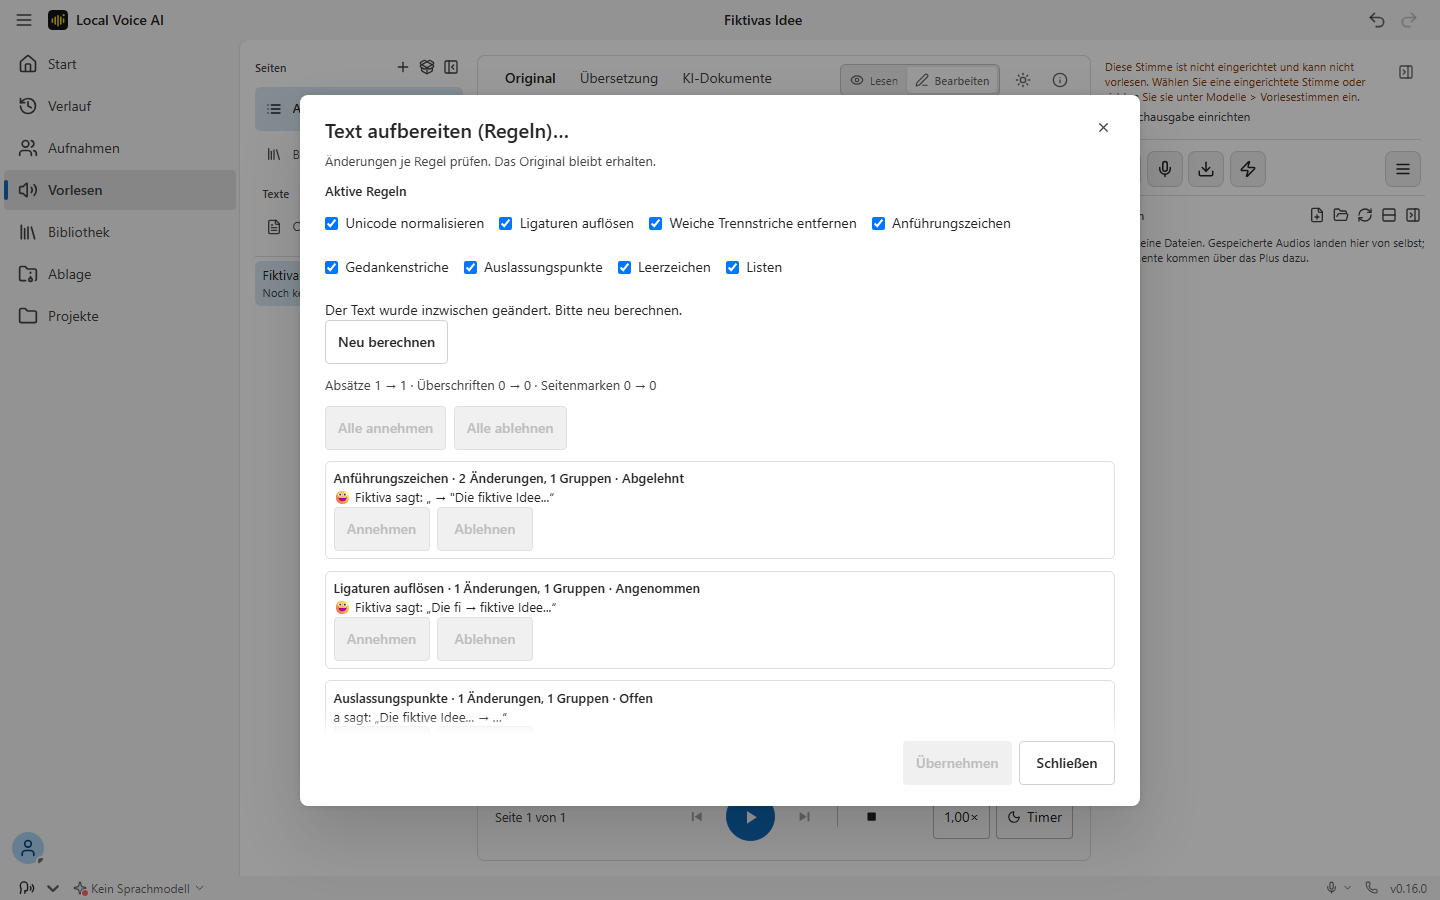 Local Voice AI
Fiktivas Idee
Start
Verlauf
Aufnahmen
Vorlesen
Bibliothek
Ablage
Projekte
Seiten
Texte
Fiktiva
Original
Übersetzung
KI-Dokumente
Lesen
Bearbeiten
Diese Stimme ist nicht eingerichtet und kann nicht
vorlesen. Wählen Sie eine eingerichtete Stimme oder
Sie sie unter Modelle > Vorlesestimmen ein.
einrichten
eine Dateien. Gespeicherte Audios landen hier von selbst;
kommen über das Plus dazu.
Text aufbereiten (Regeln)...
Änderungen je Regel prüfen. Das Original bleibt erhalten.
Aktive Regeln
Unicode normalisieren
Ligaturen auflösen
Weiche Trennstriche entfernen
Anführungszeichen
Gedankenstriche
Auslassungspunkte
Leerzeichen
Listen
Der Text wurde inzwischen geändert. Bitte neu berechnen.
Neu berechnen
Absätze 1 → 1 · Überschriften 0 → 0 · Seitenmarken 0 → 0
Alle annehmen
Alle ablehnen
Anführungszeichen · 2 Änderungen, 1 Gruppen · Abgelehnt
😀 Fiktiva sagt: „ → "Die fiktive Idee...“
Annehmen
Ablehnen
Ligaturen auflösen · 1 Änderungen, 1 Gruppen · Angenommen
😀 Fiktiva sagt: „Die ﬁ → fiktive Idee...“
Annehmen
Ablehnen
Auslassungspunkte · 1 Änderungen, 1 Gruppen · Offen
a sagt: „Die fiktive Idee... → …“
Übernehmen
Schließen
Seite 1 von 1
1,00×
Timer
Kein Sprachmodell
v0.16.0